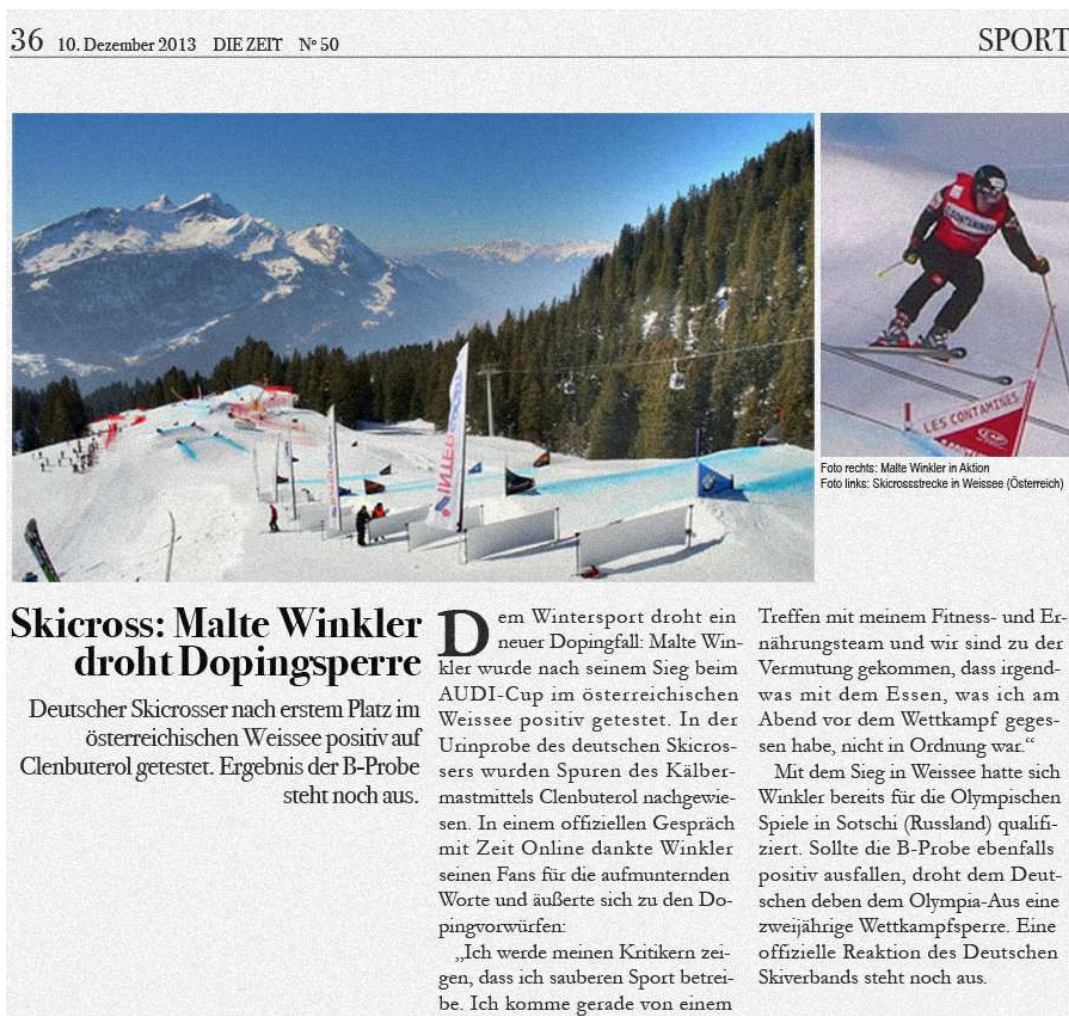 36 10. Dezember 2013 DIE ZEIT Nº 50 SPORT
INTER
LES CONTAMINES
Foto rechts: Malte Winkler in Aktion
Foto links: Skicrossstrecke in Weissee (Österreich)
Skicross: Malte Winkler
droht Dopingsperre
Deutscher Skicrosser nach erstem Platz im
österreichischen Weissee positiv auf
Clenbuterol getestet. Ergebnis der B-Probe
steht noch aus.
Dem Wintersport droht ein
neuer Dopingfall: Malte Win-
kler wurde nach seinem Sieg beim
AUDI-Cup im österreichischen
Weissee positiv getestet. In der
Urinprobe des deutschen Skicros-
sers wurden Spuren des Kälber-
mastmittels Clenbuterol nachgewie-
sen. In einem offiziellen Gespräch
mit Zeit Online dankte Winkler
seinen Fans für die aufmunternden
Worte und äußerte sich zu den Do-
pingvorwürfen:
„Ich werde meinen Kritikern zei-
gen, dass ich sauberen Sport betrei-
be. Ich komme gerade von einem
Treffen mit meinem Fitness- und Er-
nährungsteam und wir sind zu der
Vermutung gekommen, dass irgend-
was mit dem Essen, was ich am
Abend vor dem Wettkampf geges-
sen habe, nicht in Ordnung war.“
Mit dem Sieg in Weissee hatte sich
Winkler bereits für die Olympischen
Spiele in Sotschi (Russland) qualifi-
ziert. Sollte die B-Probe ebenfalls
positiv ausfallen, droht dem Deut-
schen deben dem Olympia-Aus eine
zweijährige Wettkampfsperre. Eine
offizielle Reaktion des Deutschen
Skiverbands steht noch aus.